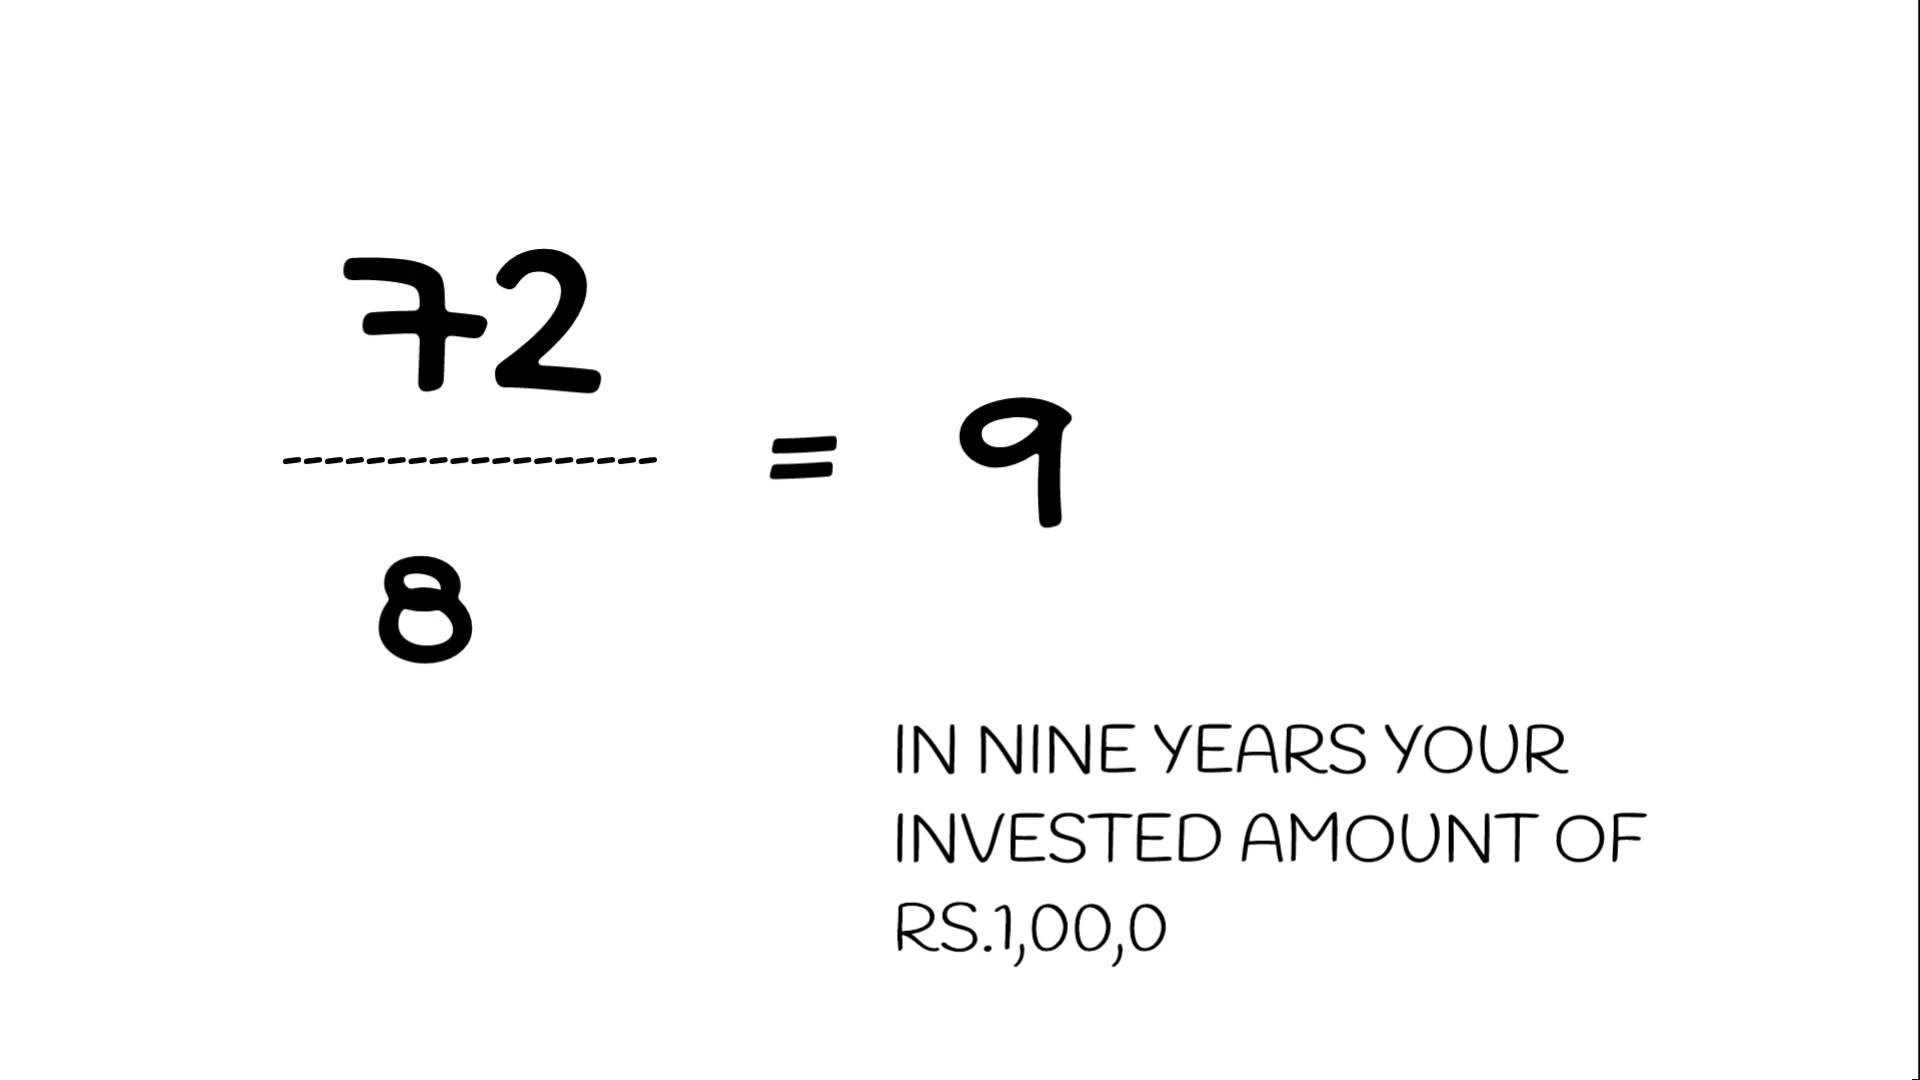 72
-----------------
8
= 9
IN NINE YEARS YOUR
INVESTED AMOUNT OF
RS.1,00,0